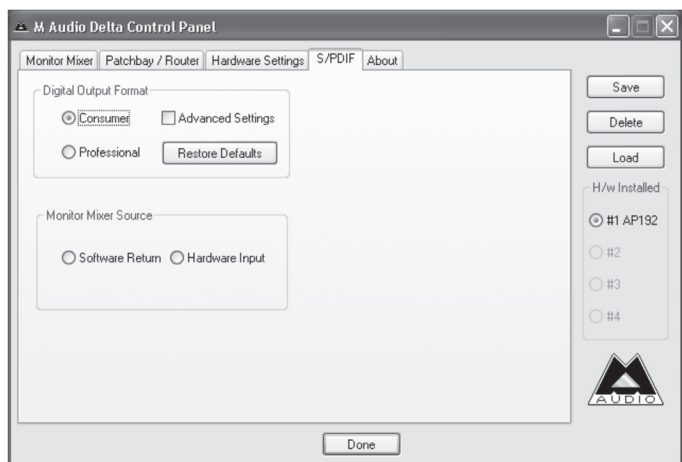 M Audio Delta Control Panel
Monitor Mixer Patchbay / Router Hardware Settings S/PDIF About
Digital Output Format
Consumer Advanced Settings
Professional Restore Defaults
Monitor Mixer Source
Software Return Hardware Input
Save
Delete
Load
H/w Installed
#1 AP192
#2
#3
#4
M AUDIO
Done